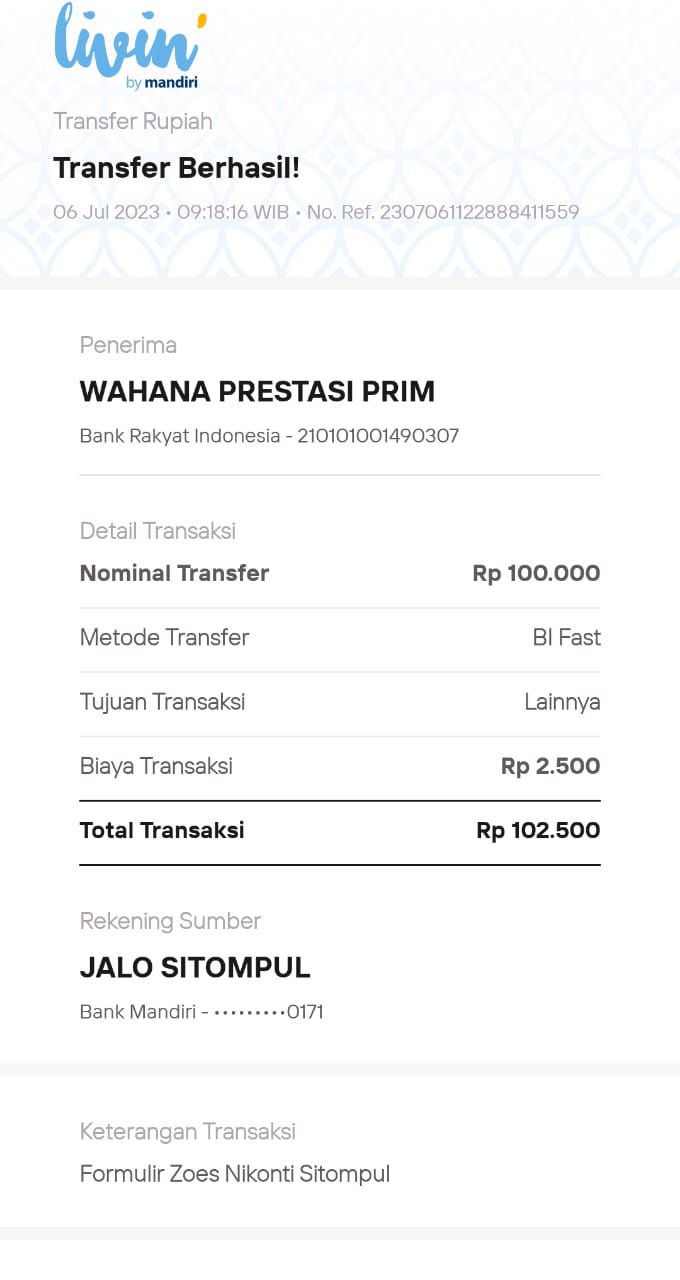 livin'
by mandiri
Transfer Rupiah
Transfer Berhasil!
06 Jul 2023 • 09:18:16 WIB • No. Ref. 2307061122888411559
Penerima
WAHANA PRESTASI PRIM
Bank Rakyat Indonesia - 210101001490307
Detail Transaksi
Nominal Transfer Rp 100.000
Metode Transfer BI Fast
Tujuan Transaksi Lainnya
Biaya Transaksi Rp 2.500
Total Transaksi Rp 102.500
Rekening Sumber
JALO SITOMPUL
Bank Mandiri - •••••••••0171
Keterangan Transaksi
Formulir Zoes Nikonti Sitompul